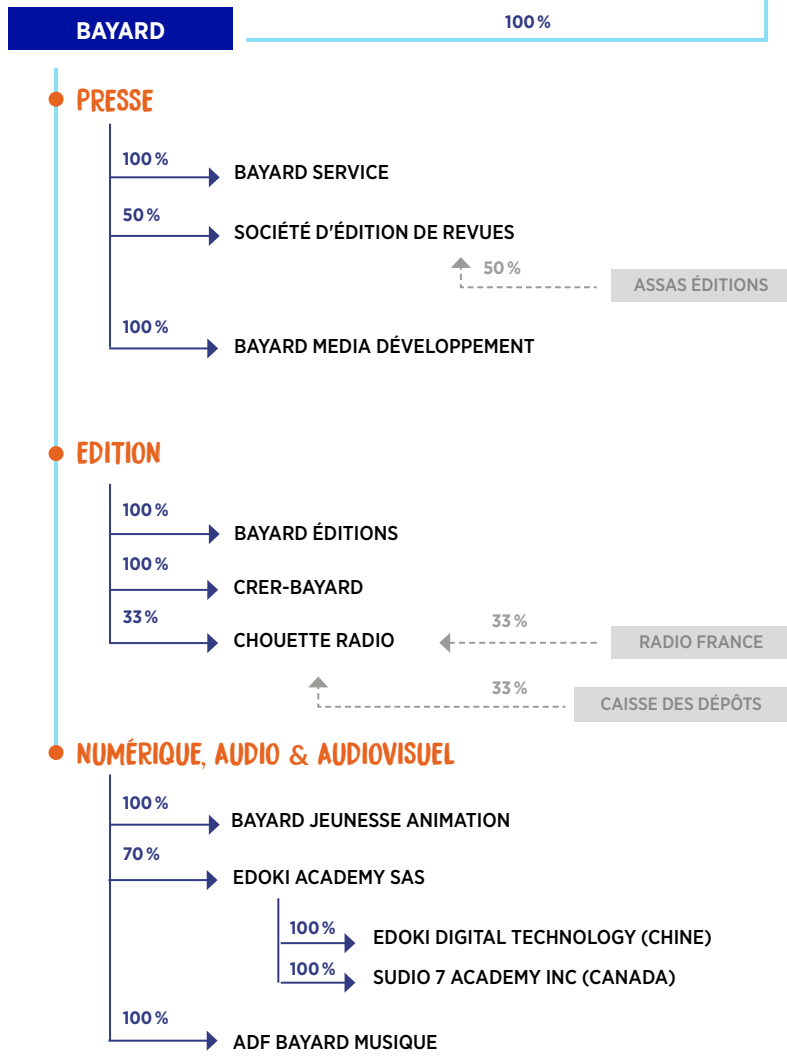 BAYARD
100 %
PRESSE
100 %
BAYARD SERVICE
50 %
SOCIÉTÉ D'ÉDITION DE REVUES
50 %
ASSAS ÉDITIONS
100 %
BAYARD MEDIA DÉVELOPPEMENT
EDITION
100 %
BAYARD ÉDITIONS
100 %
CRER-BAYARD
33 %
CHOUETTE RADIO
33 %
RADIO FRANCE
33 %
CAISSE DES DÉPÔTS
NUMÉRIQUE, AUDIO & AUDIOVISUEL
100 %
BAYARD JEUNESSE ANIMATION
70 %
EDOKI ACADEMY SAS
100 %
EDOKI DIGITAL TECHNOLOGY (CHINE)
100 %
SUDIO 7 ACADEMY INC (CANADA)
100 %
ADF BAYARD MUSIQUE